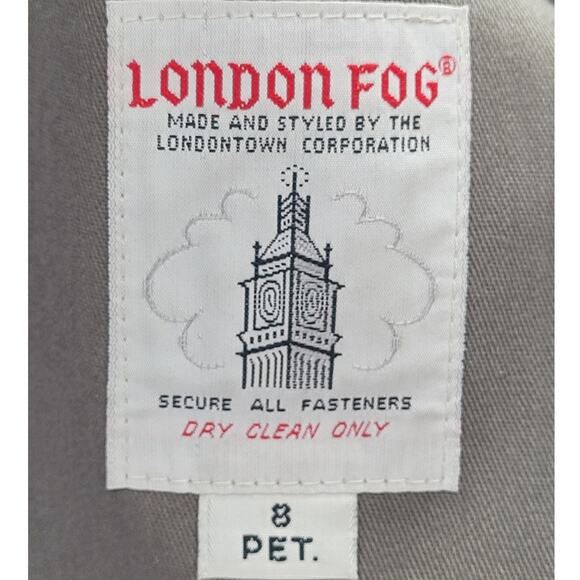 LONDON FOG®
MADE AND STYLED BY THE
LONDONTOWN CORPORATION
SECURE ALL FASTENERS
DRY CLEAN ONLY
8
PET.